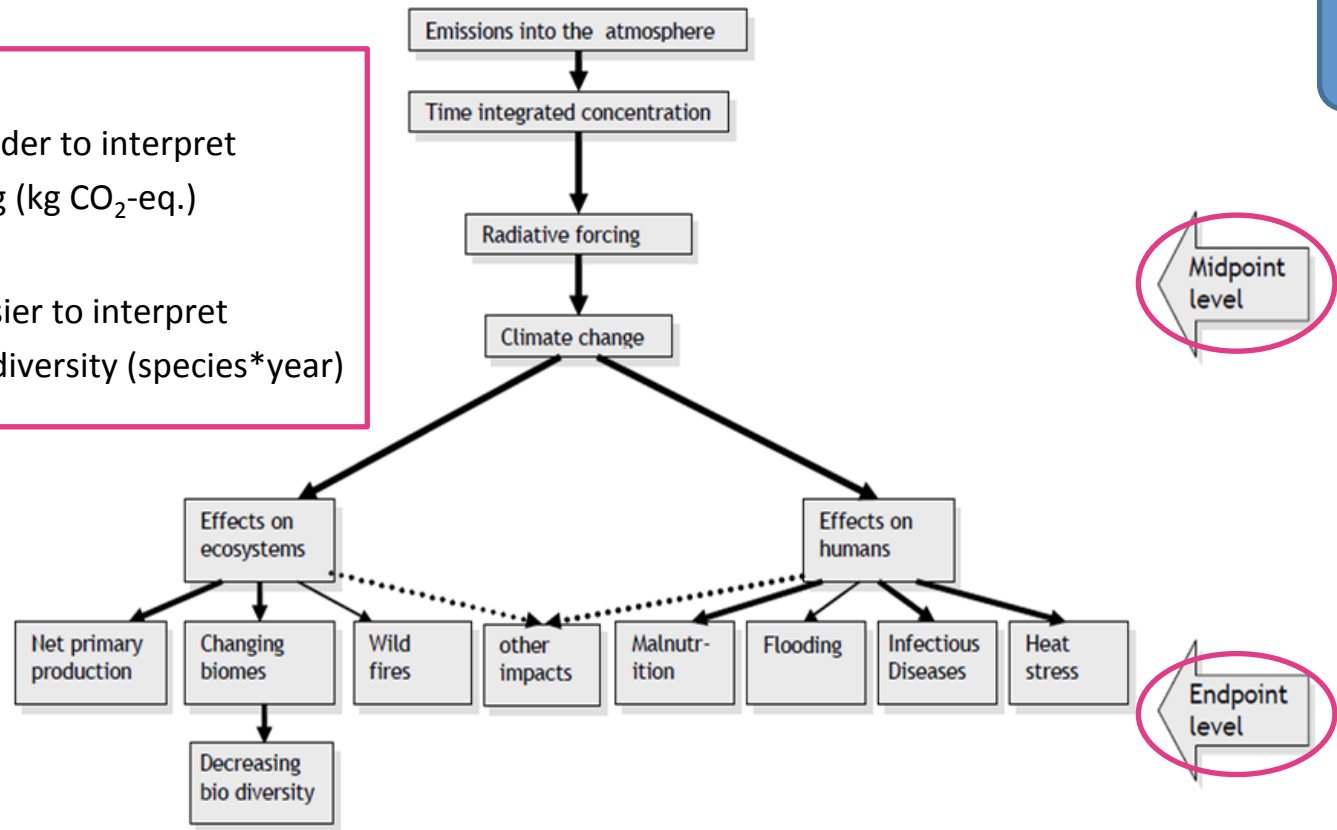 Emissions into the atmosphere
Time integrated concentration
der to interpret
g (kg CO₂-eq.)
sier to interpret
diversity (species*year)
Radiative forcing
Climate change
Midpoint
level
Effects on
ecosystems
Effects on
humans
Net primary
production
Changing
biomes
Wild
fires
other
impacts
Malnutr-
ition
Flooding
Infectious
Diseases
Heat
stress
Endpoint
level
Decreasing
bio diversity